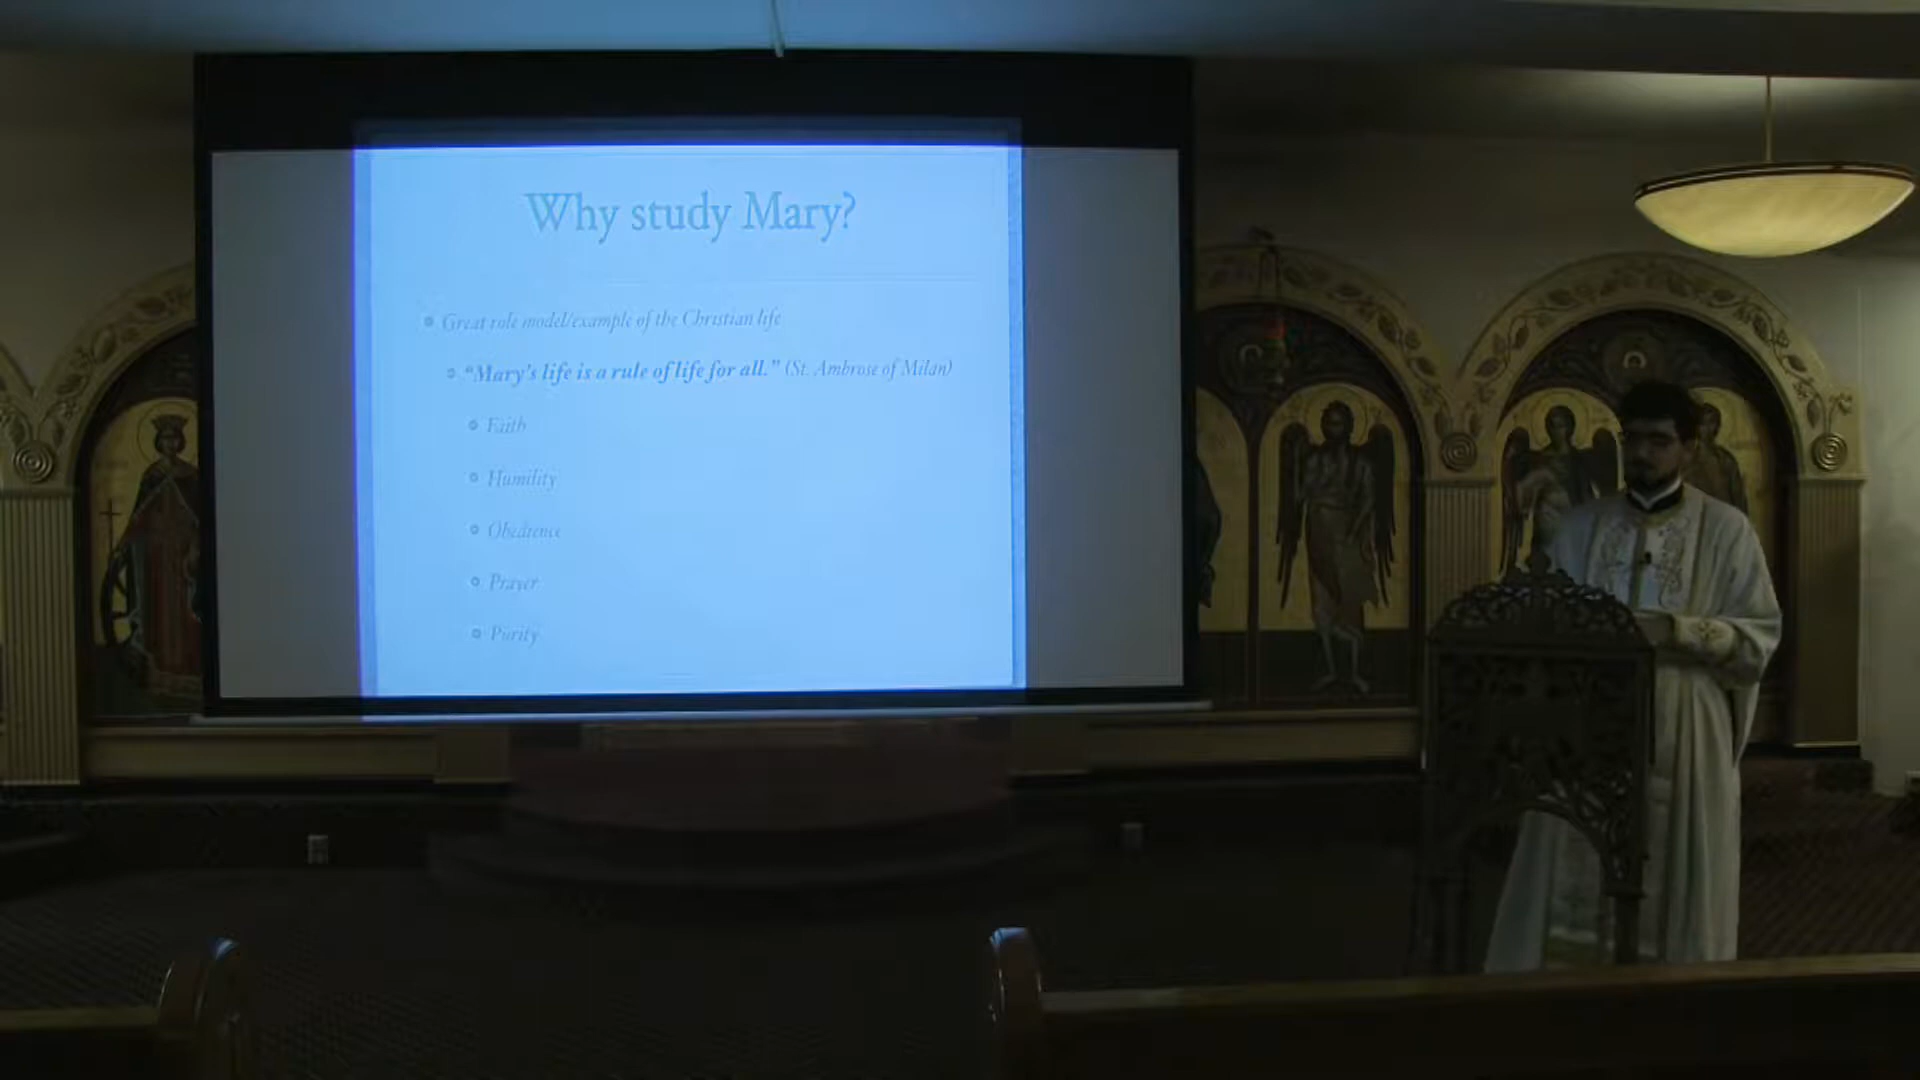 Why study Mary?
Great role model/example of the Christian life
“Mary’s life is a rule of life for all.” (St. Ambrose of Milan)
Faith
Humility
Obedience
Prayer
Purity